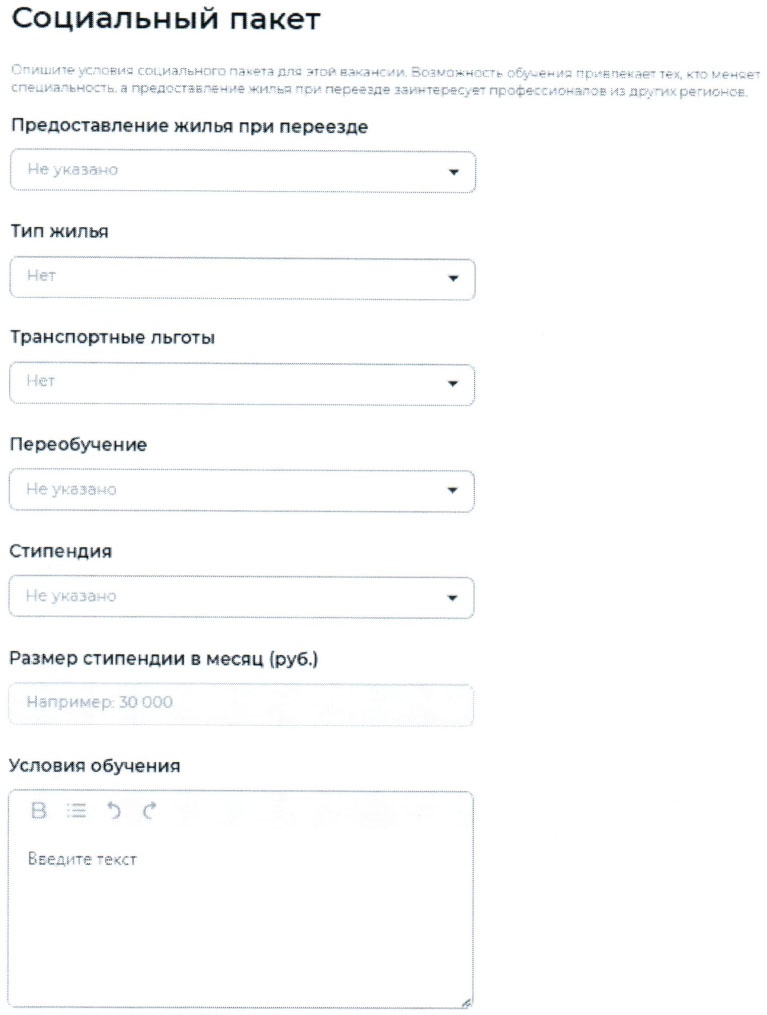 Социальный пакет
Опишите условия социального пакета для этой вакансии. Возможность обучения привлекает тех, кто меняет
специальность, а предоставление жилья при переезде заинтересует профессионалов из других регионов.
Предоставление жилья при переезде
Не указано
Тип жилья
Нет
Транспортные льготы
Нет
Переобучение
Не указано
Стипендия
Не указано
Размер стипендии в месяц (руб.)
Например: 30 000
Условия обучения
B
Введите текст